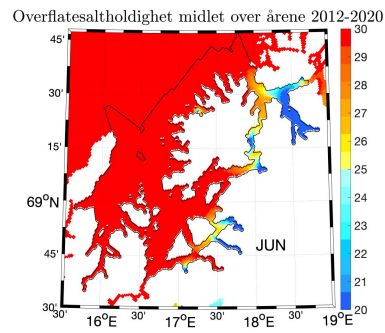 Overflatesaltholdighet midlet over årene 2012-2020
45'
30'
15'
69°N
45'
30'
30'
16°E
30'
17°E
30'
18°E
30'
19°E
JUN
30
29
28
27
26
25
24
23
22
21
20